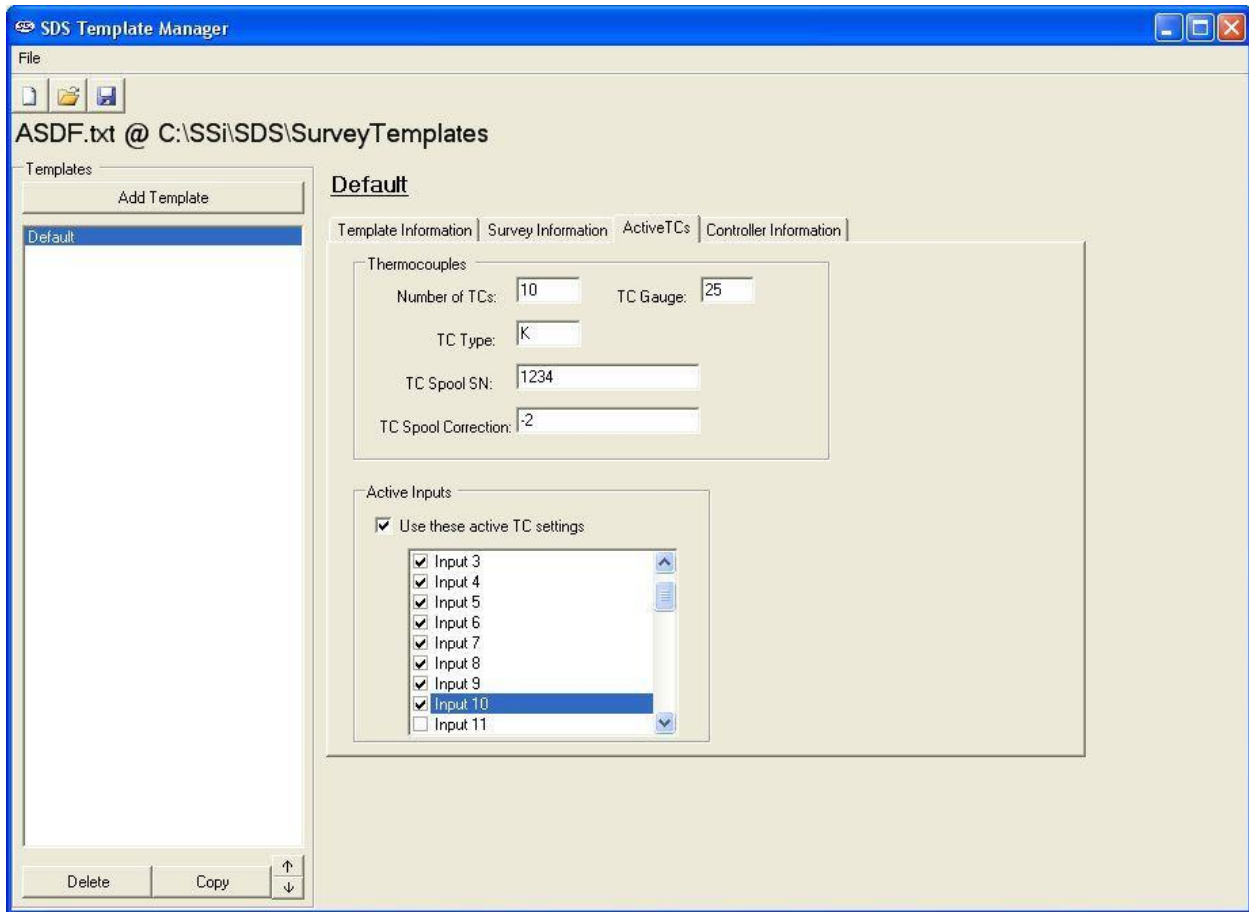 SDS Template Manager
File
ASDF.txt @ C:\SSi\SDS\SurveyTemplates
Templates
Add Template
Default
Delete
Copy
Default
Template Information
Survey Information
ActiveTCs
Controller Information
Thermocouples
Number of TCs: 10
TC Gauge: 25
TC Type: K
TC Spool SN: 1234
TC Spool Correction: -2
Active Inputs
Use these active TC settings
Input 3
Input 4
Input 5
Input 6
Input 7
Input 8
Input 9
Input 10
Input 11